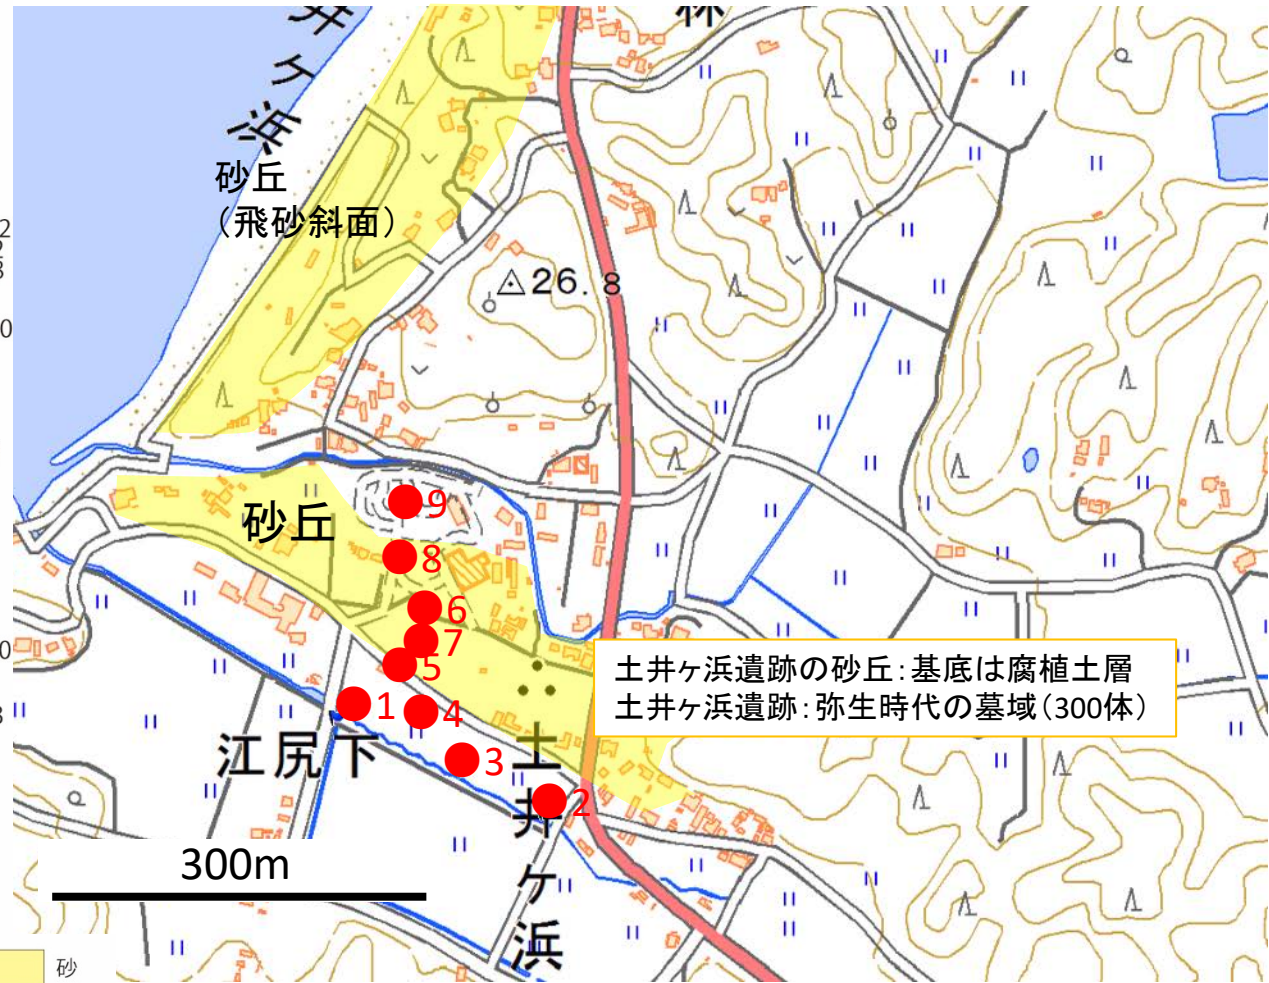 林
井ヶ浜
砂丘
（飛砂斜面）
26.8
砂丘
9
8
6
7
5
1
4
3
2
土井ヶ浜遺跡の砂丘：基底は腐植土層
土井ヶ浜遺跡：弥生時代の墓域（300体）
江尻下
土井ヶ浜
300m
砂